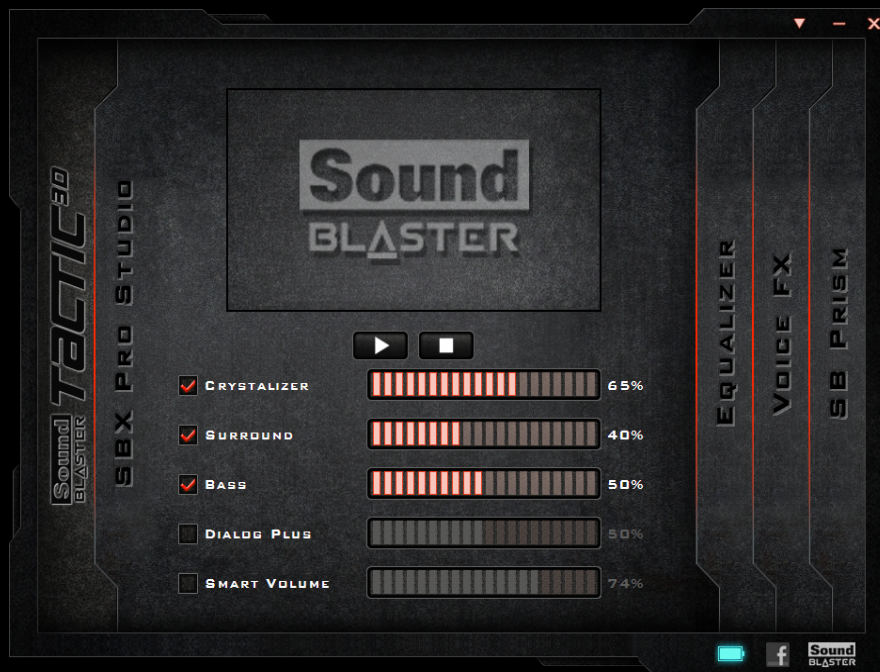 Sound
BLASTER
TACTIC3D
SBX Pro Studio
Sound
BLASTER
Crystalizer 65%
Surround 40%
Bass 50%
Dialog Plus 50%
Smart Volume 74%
Equalizer
Voice FX
SB Prism
f
Sound
BLASTER